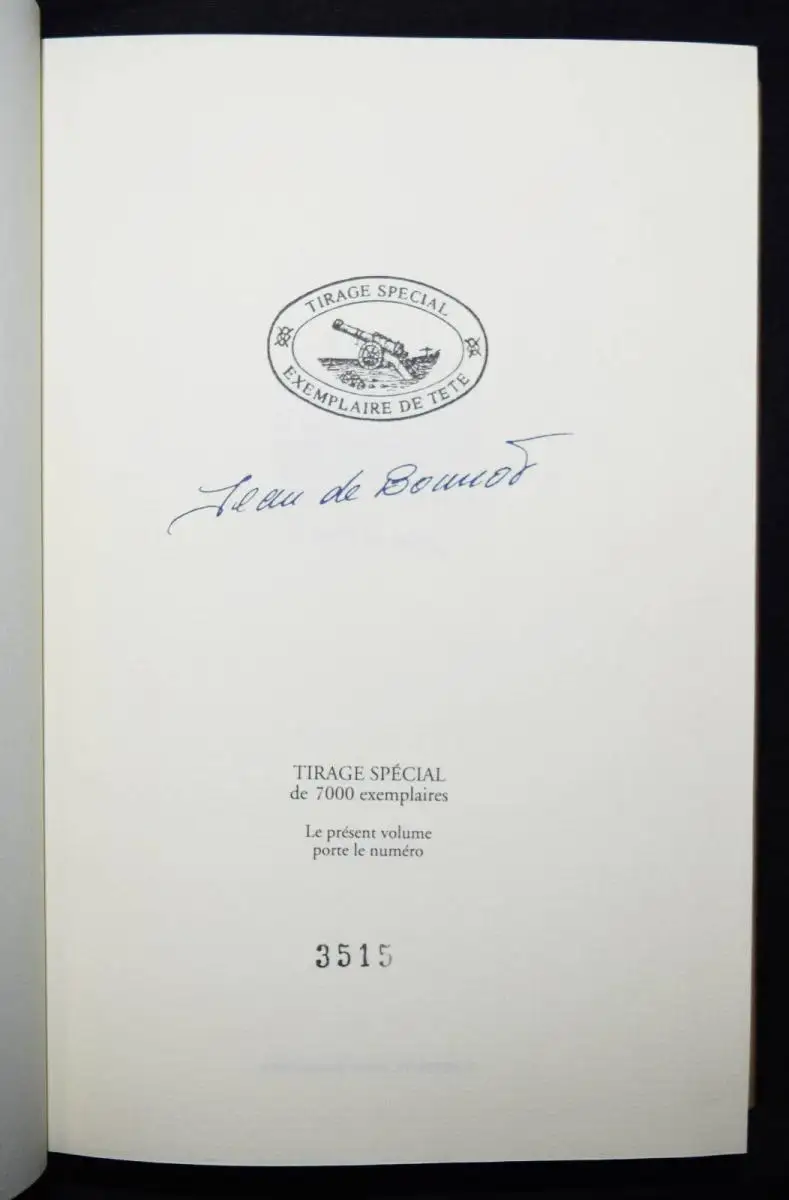 TIRAGE SPECIAL
EXEMPLAIRE DE TETE
Jean de Bonnot
TIRAGE SPÉCIAL
de 7000 exemplaires
Le présent volume
porte le numéro
3515